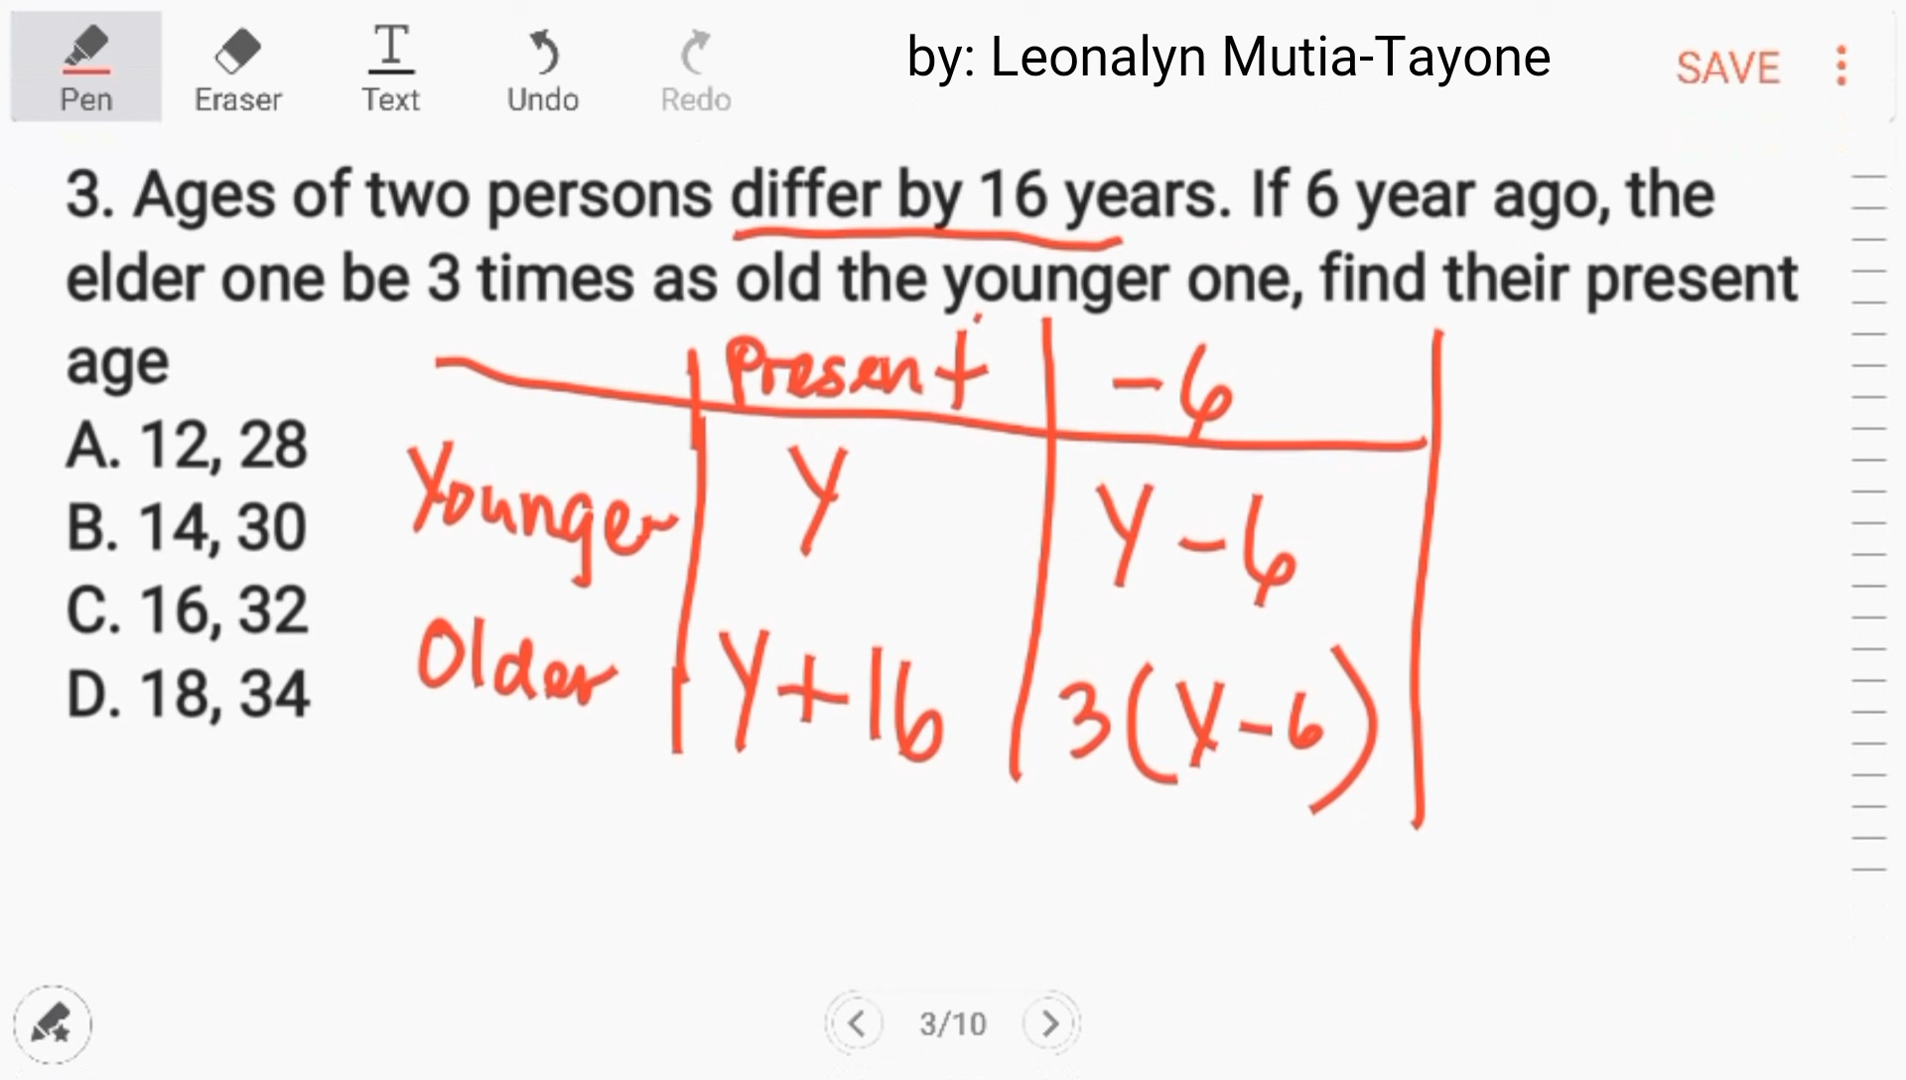 by: Leonalyn Mutia-Tayone
SAVE
Pen
Eraser
Text
Undo
Redo
3. Ages of two persons differ by 16 years. If 6 year ago, the
elder one be 3 times as old the younger one, find their present
age
A. 12, 28
B. 14, 30
C. 16, 32
D. 18, 34
Present -6
Younger Y Y-6
Older Y+16 3(Y-6)
3/10